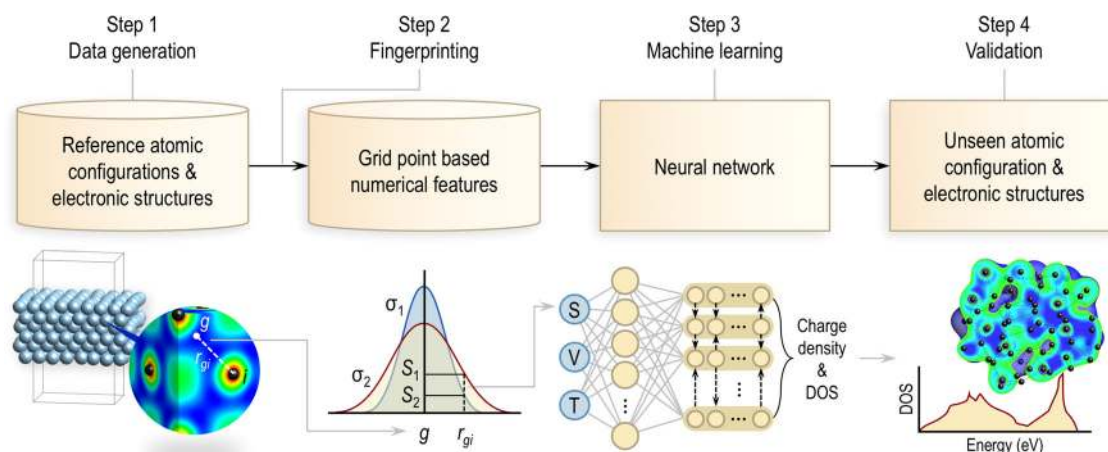 Step 1
Data generation
Step 2
Fingerprinting
Step 3
Machine learning
Step 4
Validation
Reference atomic
configurations &
electronic structures
Grid point based
numerical features
Neural network
Unseen atomic
configuration &
electronic structures
g
r_gi
σ₁
σ₂
S₁
S₂
g
r_gi
S
V
T
Charge
density
&
DOS
DOS
Energy (eV)